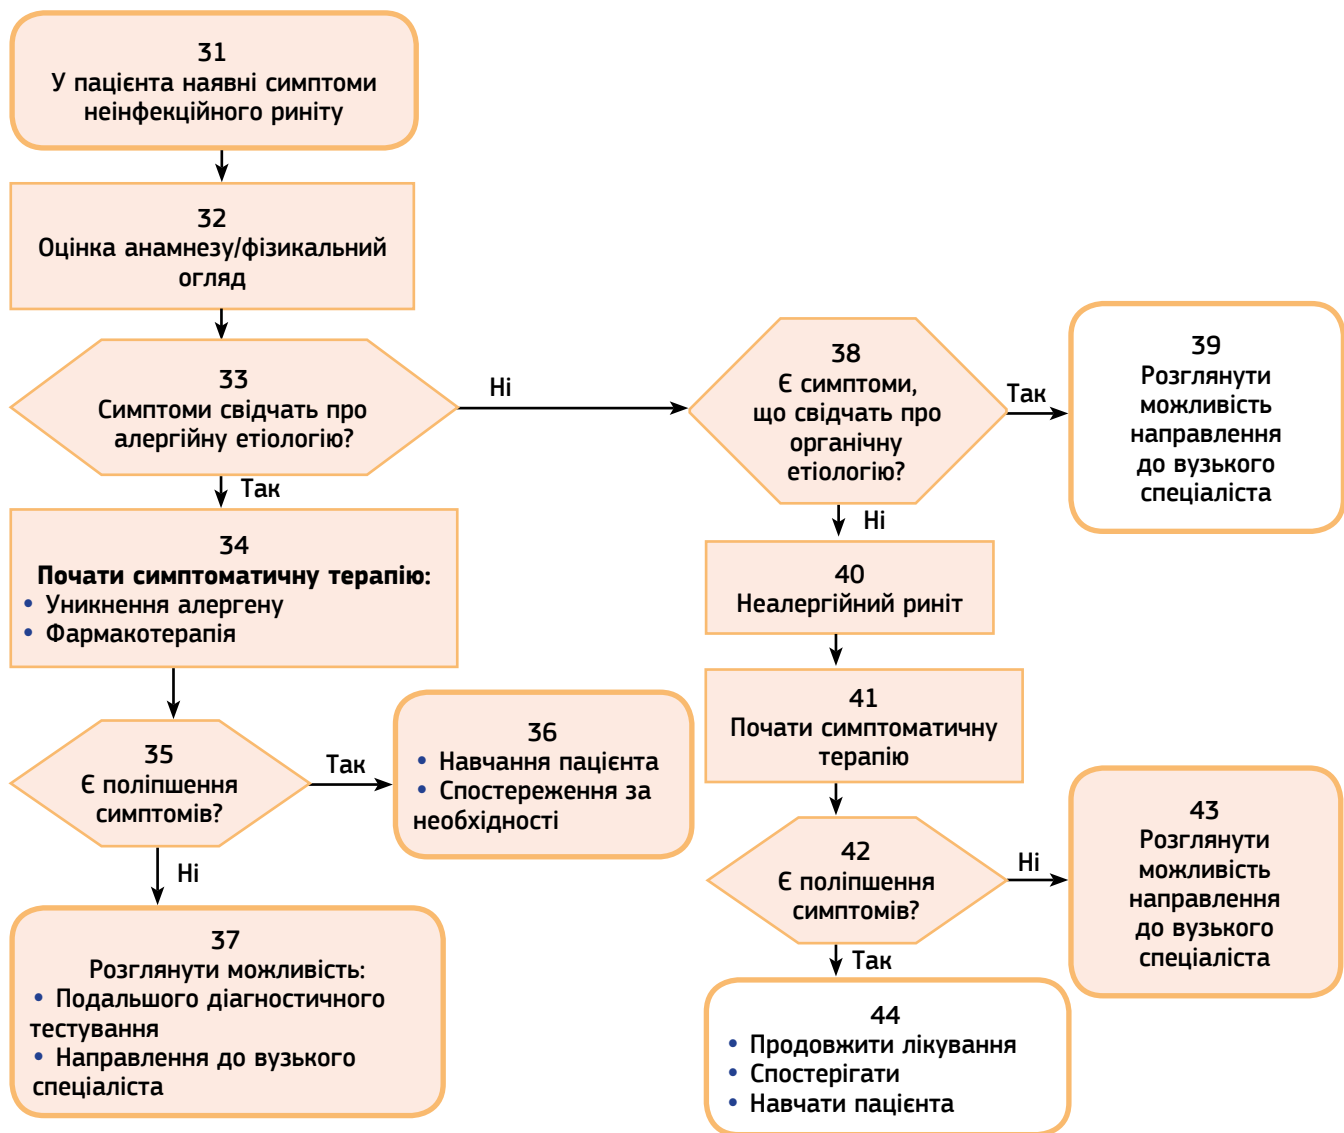 31
У пацієнта наявні симптоми
неінфекційного риніту
32
Оцінка анамнезу/фізикальний
огляд
33
Симптоми свідчать про
алергійну етіологію?
Ні
Так
34
Почати симптоматичну терапію:
• Уникнення алергену
• Фармакотерапія
35
Є поліпшення
симптомів?
Так
Ні
36
• Навчання пацієнта
• Спостереження за
необхідності
37
Розглянути можливість:
• Подальшого діагностичного
тестування
• Направлення до вузького
спеціаліста
38
Є симптоми,
що свідчать про
органічну
етіологію?
Так
Ні
39
Розглянути
можливість
направлення
до вузького
спеціаліста
40
Неалергійний риніт
41
Почати симптоматичну
терапію
42
Є поліпшення
симптомів?
Ні
Так
43
Розглянути
можливість
направлення
до вузького
спеціаліста
44
• Продовжити лікування
• Спостерігати
• Навчати пацієнта